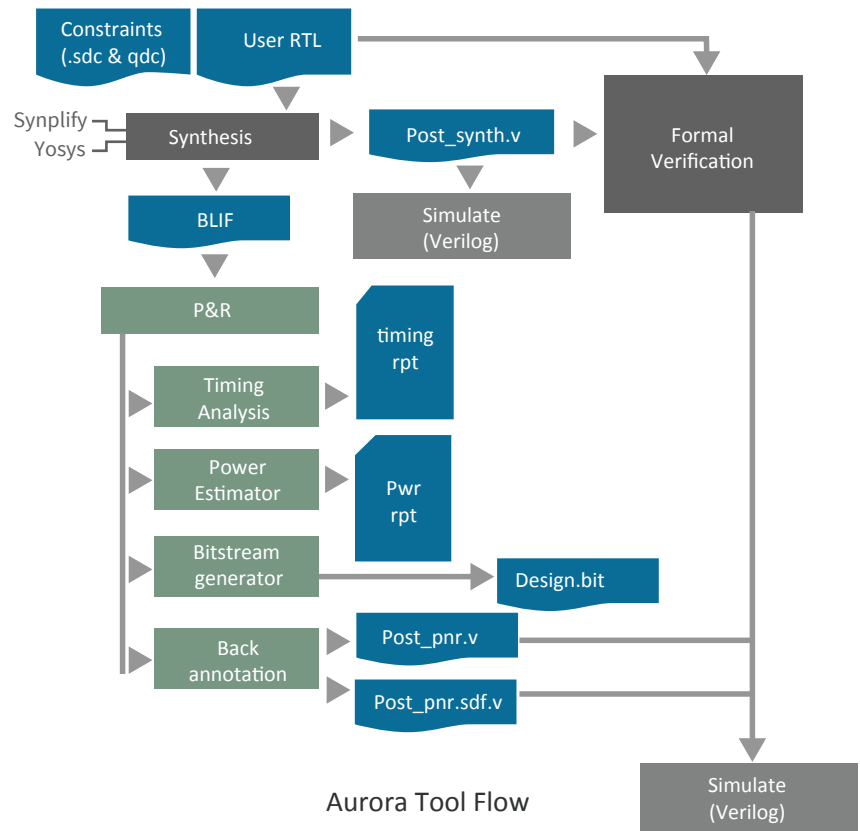 Constraints
(.sdc & qdc)
User RTL
Synplify
Yosys
Synthesis
Post_synth.v
Formal
Verification
BLIF
Simulate
(Verilog)
P&R
timing
rpt
Timing
Analysis
Power
Estimator
Pwr
rpt
Bitstream
generator
Design.bit
Back
annotation
Post_pnr.v
Post_pnr.sdf.v
Simulate
(Verilog)
Aurora Tool Flow